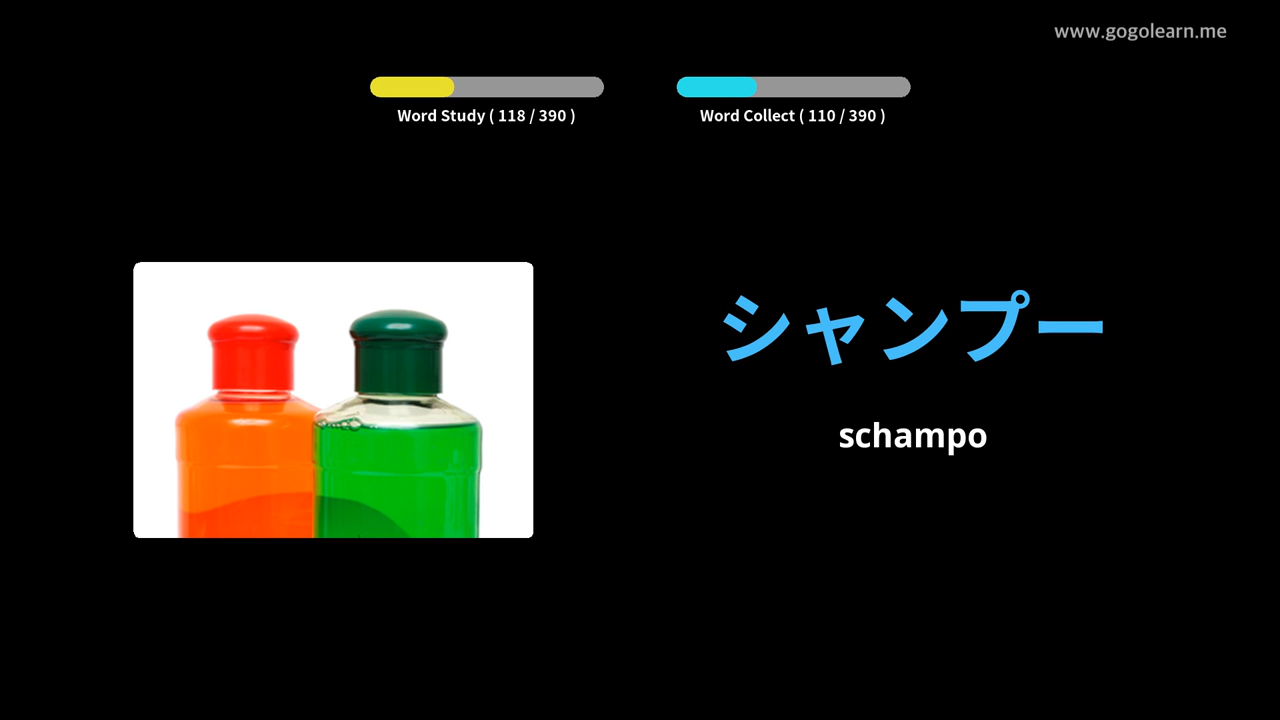 www.gogolearn.me
Word Study ( 118 / 390 )
Word Collect ( 110 / 390 )
シャンプー
schampo